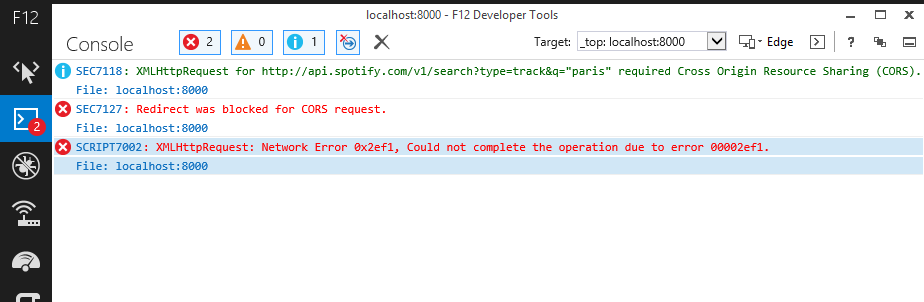 F12
localhost:8000 - F12 Developer Tools
Console
2
0
1
Target: _top: localhost:8000
Edge
?
2
SEC7118: XMLHttpRequest for http://api.spotify.com/v1/search?type=track&q="paris" required Cross Origin Resource Sharing (CORS).
File: localhost:8000
SEC7127: Redirect was blocked for CORS request.
File: localhost:8000
SCRIPT7002: XMLHttpRequest: Network Error 0x2ef1, Could not complete the operation due to error 00002ef1.
File: localhost:8000